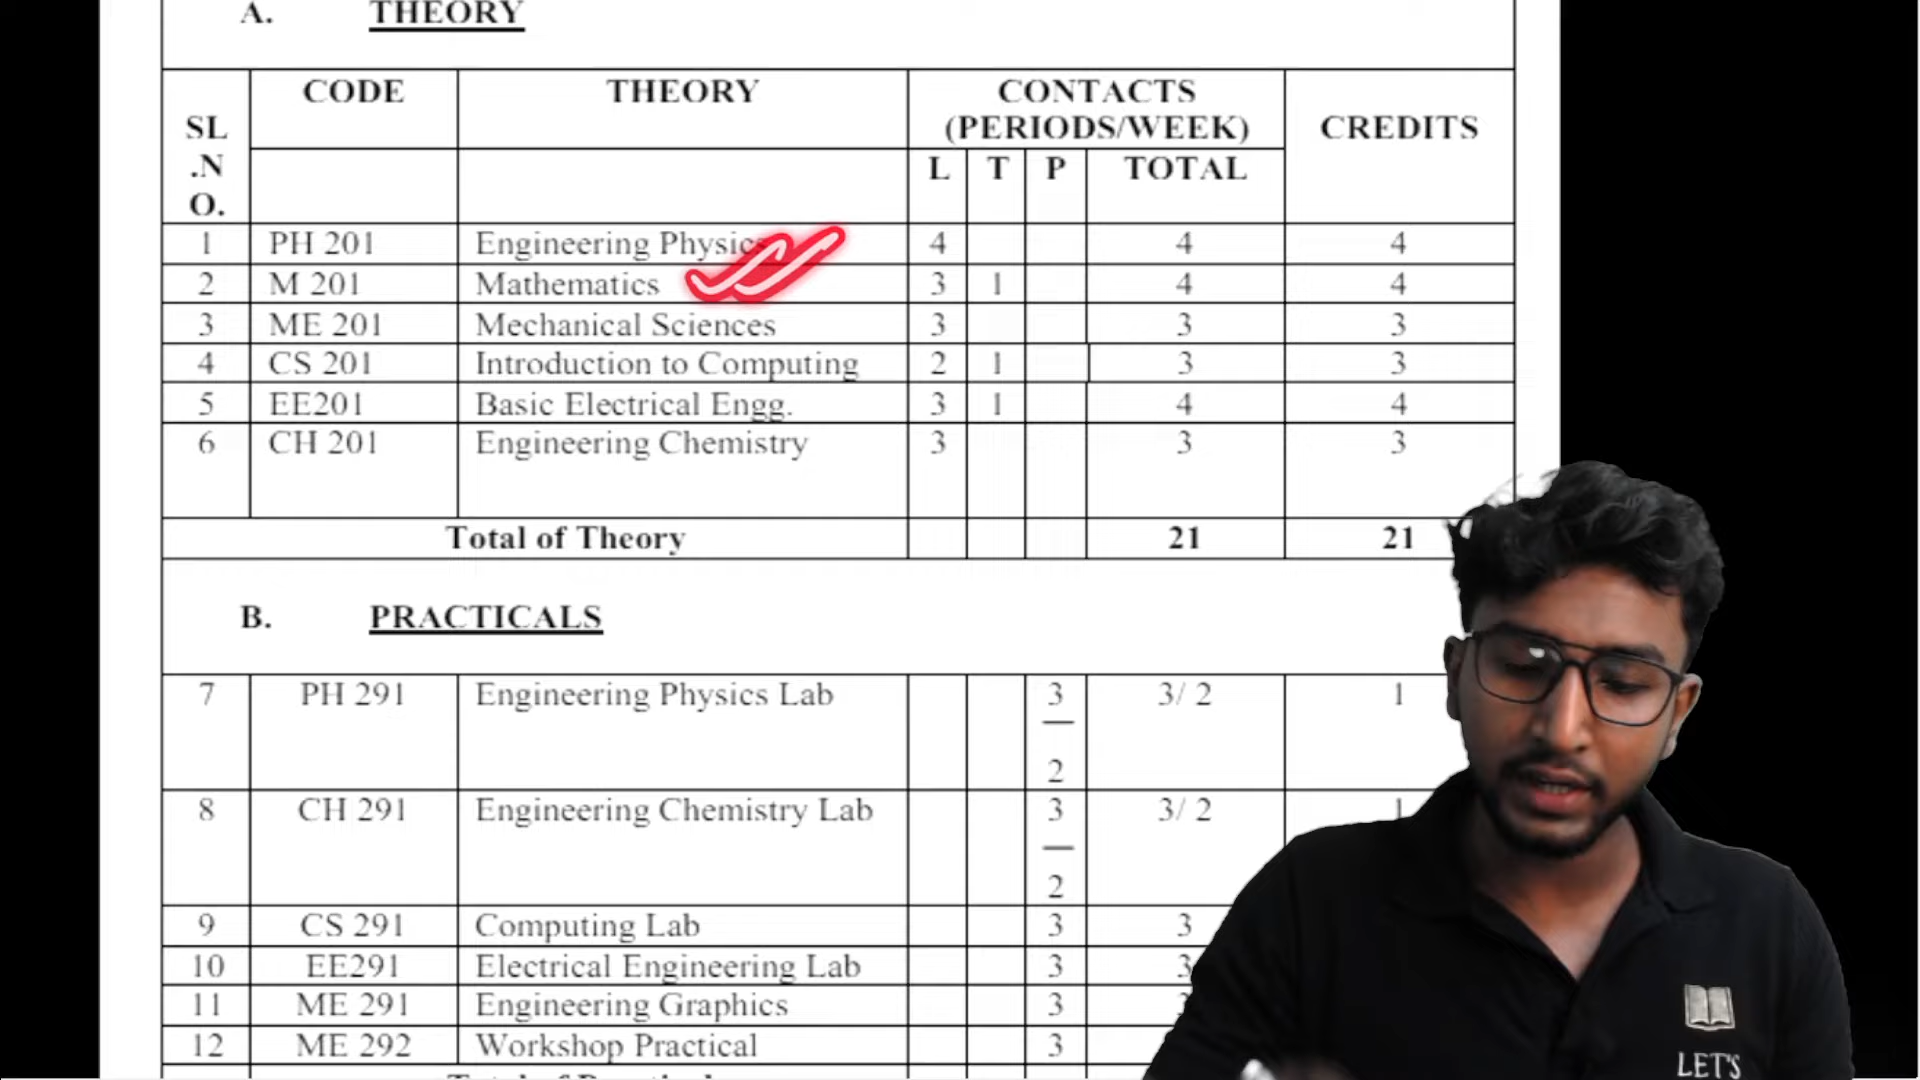 A. THEORY
SL .N O. CODE THEORY CONTACTS (PERIODS/WEEK) CREDITS
L T P TOTAL
1 PH 201 Engineering Physics 4 4 4
2 M 201 Mathematics 3 1 4 4
3 ME 201 Mechanical Sciences 3 3 3
4 CS 201 Introduction to Computing 2 1 3 3
5 EE201 Basic Electrical Engg. 3 1 4 4
6 CH 201 Engineering Chemistry 3 3 3
Total of Theory 21 21
B. PRACTICALS
7 PH 291 Engineering Physics Lab 3 — 2 3/ 2 1
8 CH 291 Engineering Chemistry Lab 3 — 2 3/ 2 1
9 CS 291 Computing Lab 3 3
10 EE291 Electrical Engineering Lab 3 3
11 ME 291 Engineering Graphics 3
12 ME 292 Workshop Practical 3
LET'S